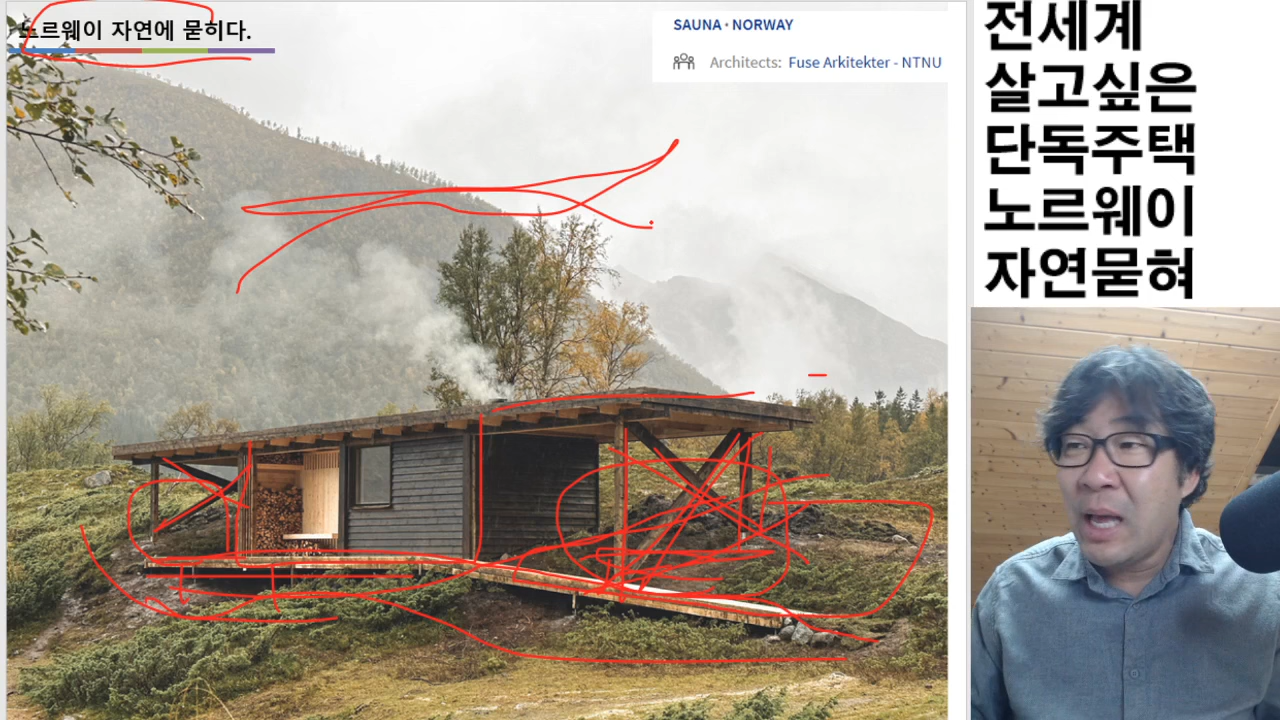 노르웨이 자연에 묻히다.
SAUNA · NORWAY
Architects: Fuse Arkitekter - NTNU
전세계
살고싶은
단독주택
노르웨이
자연묻혀